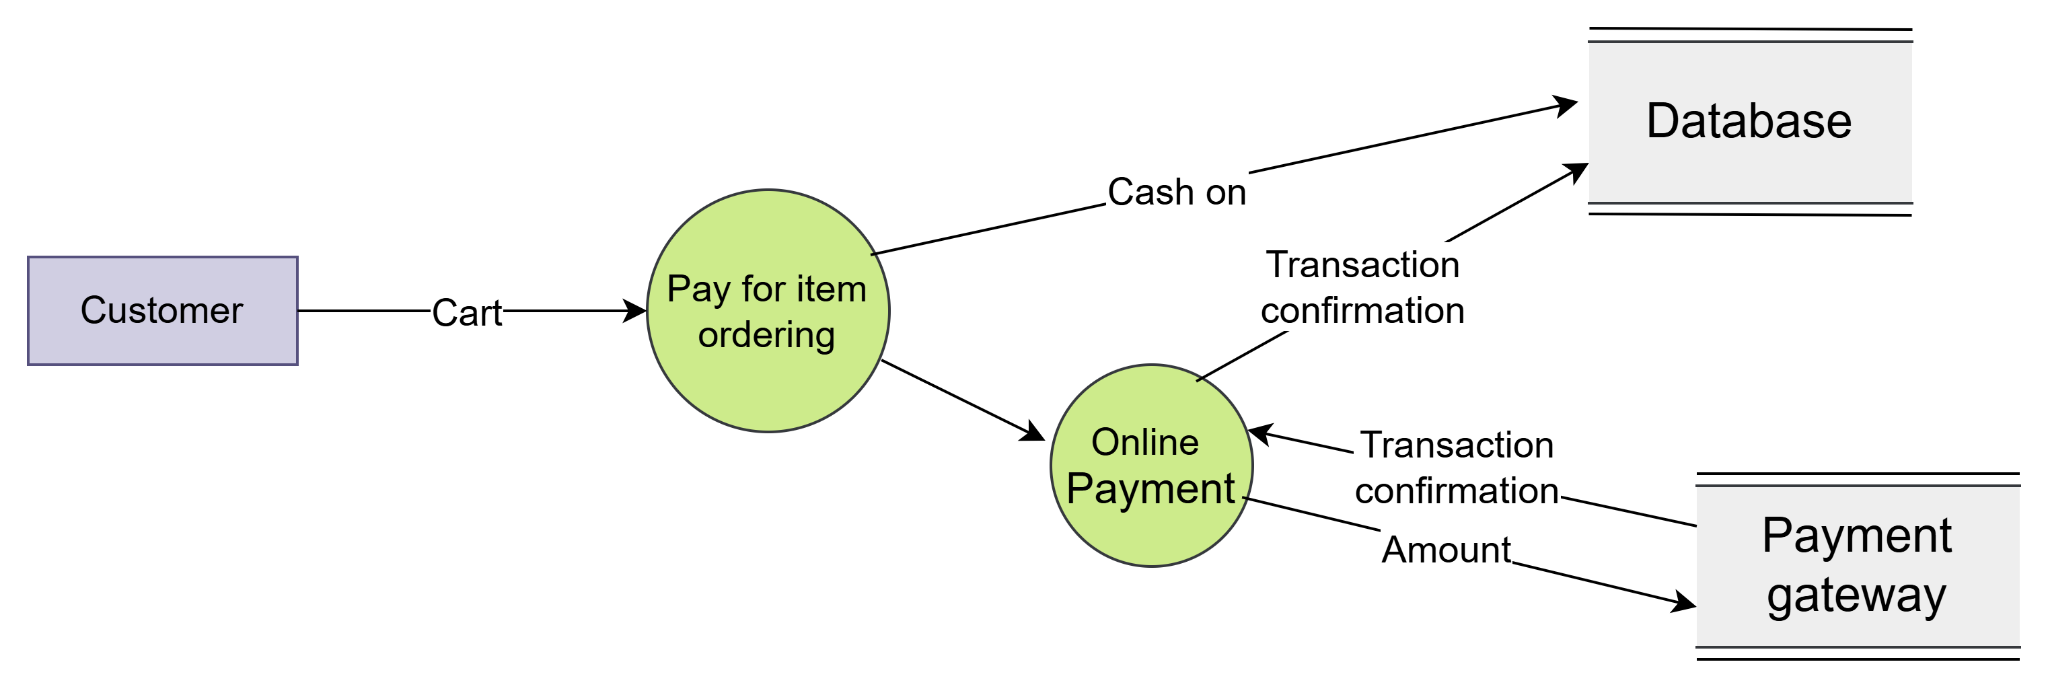 Customer
Cart
Pay for item
ordering
Cash on
Database
Transaction
confirmation
Online
Payment
Transaction
confirmation
Amount
Payment
gateway